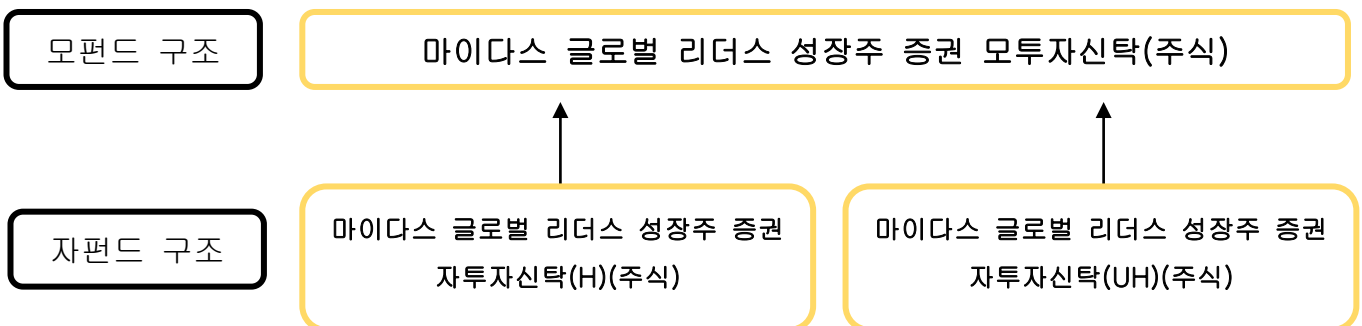 모펀드 구조
마이다스 글로벌 리더스 성장주 증권 모투자신탁(주식)
자펀드 구조
마이다스 글로벌 리더스 성장주 증권
자투자신탁(H)(주식)
마이다스 글로벌 리더스 성장주 증권
자투자신탁(UH)(주식)